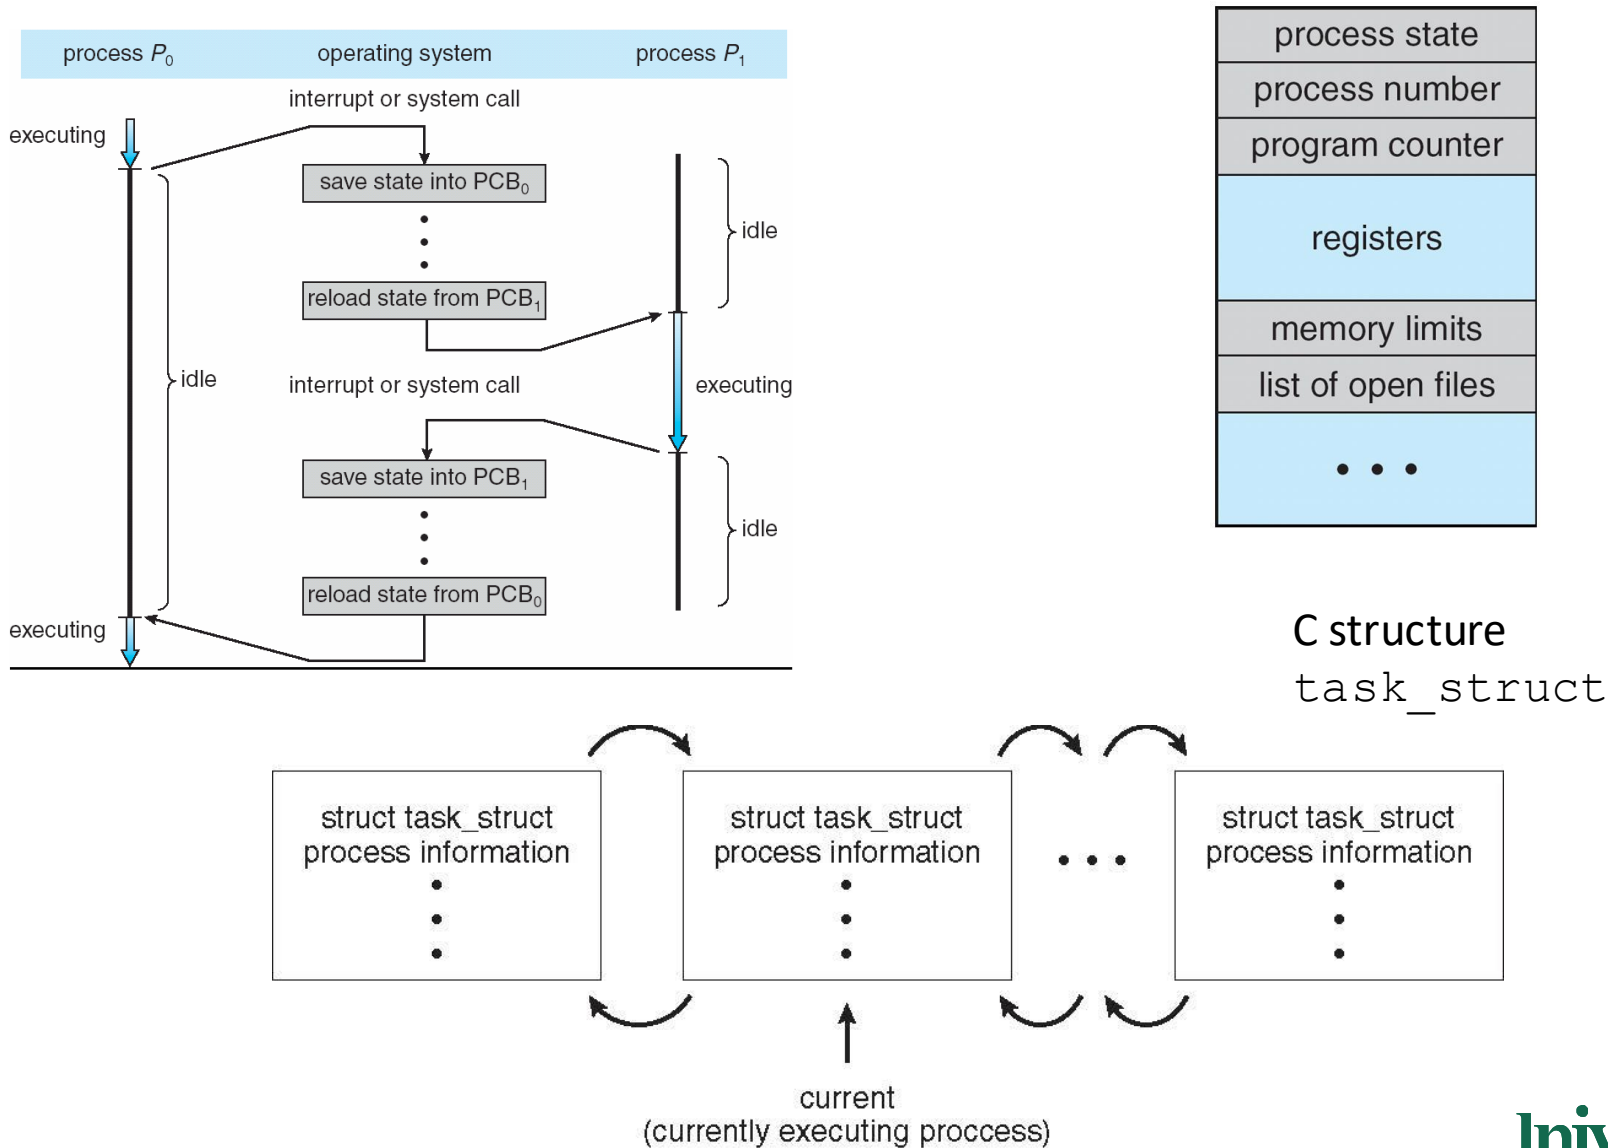 process P₀ operating system process P₁
interrupt or system call
executing
save state into PCB₀
idle
reload state from PCB₁
idle
interrupt or system call
executing
save state into PCB₁
idle
reload state from PCB₀
executing
process state
process number
program counter
registers
memory limits
list of open files
C structure
task_struct
struct task_struct
process information
struct task_struct
process information
struct task_struct
process information
current
(currently executing proccess)